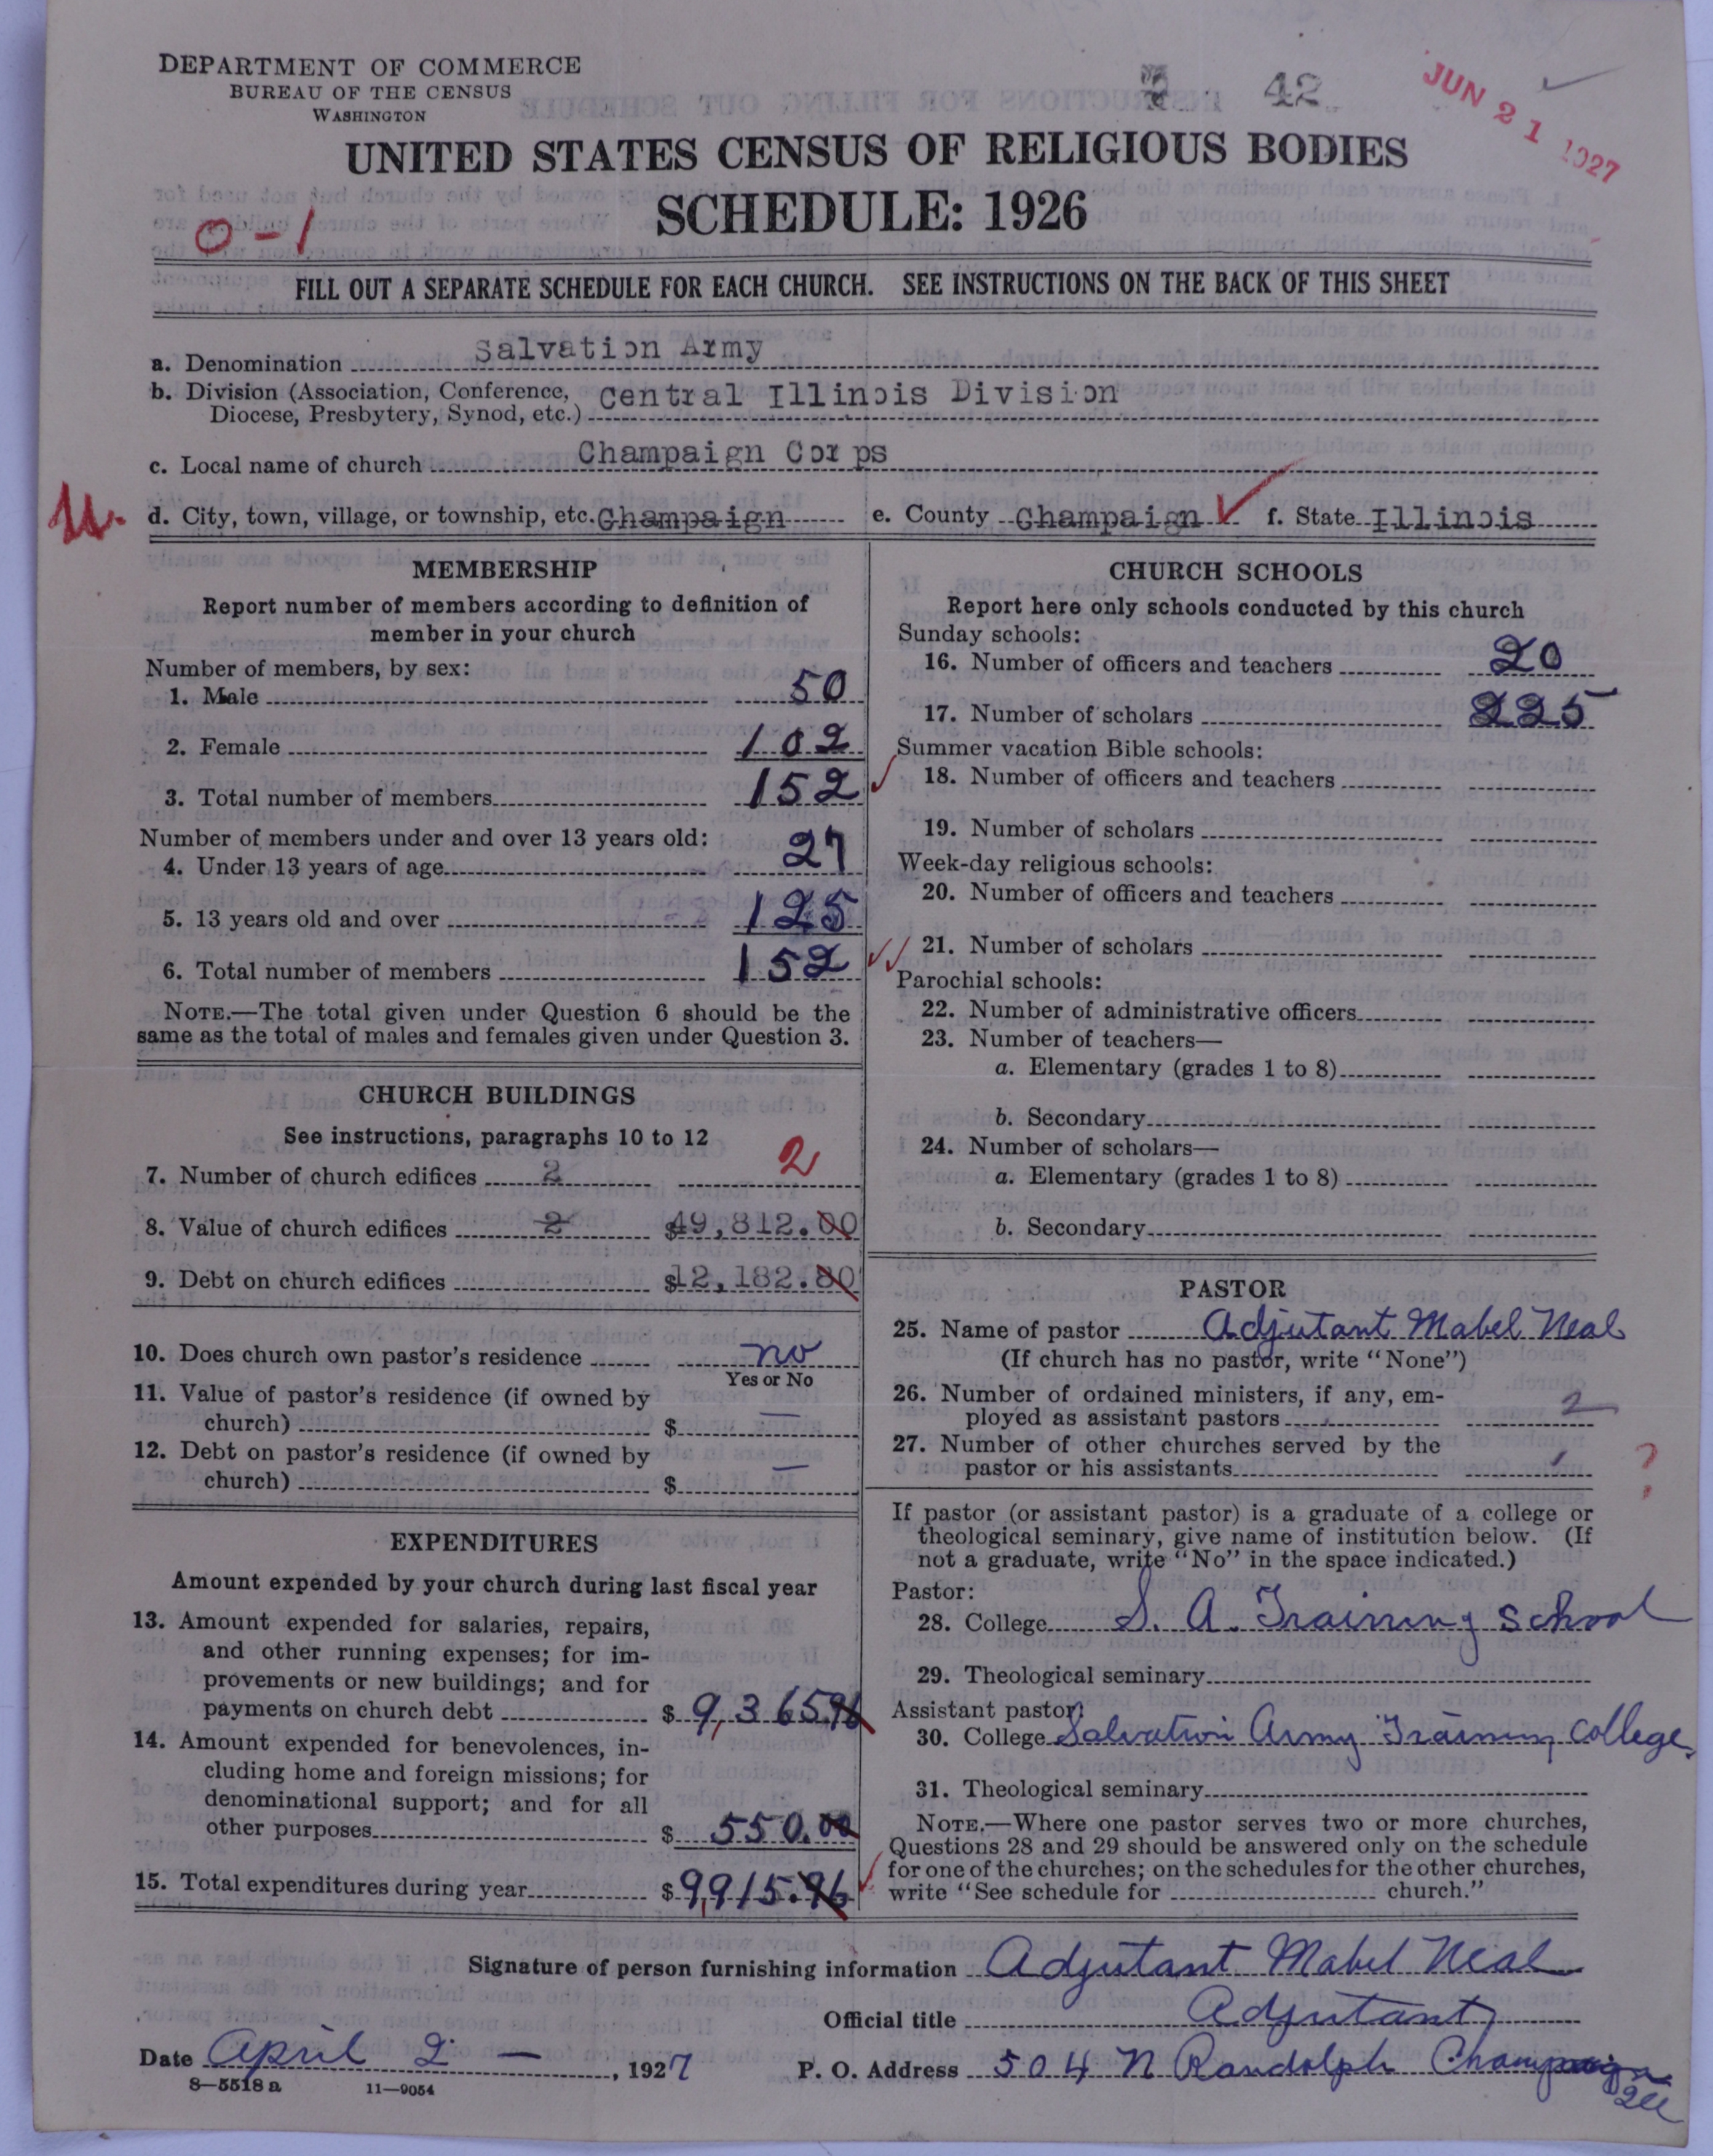 DEPARTMENT OF COMMERCE
BUREAU OF THE CENSUS
WASHINGTON
42
JUN 21 1927
UNITED STATES CENSUS OF RELIGIOUS BODIES
SCHEDULE: 1926
0-1
FILL OUT A SEPARATE SCHEDULE FOR EACH CHURCH. SEE INSTRUCTIONS ON THE BACK OF THIS SHEET
a. Denomination Salvation Army
b. Division (Association, Conference, Diocese, Presbytery, Synod, etc.) Central Illinois Division
c. Local name of church Champaign Corps
d. City, town, village, or township, etc. Champaign e. County Champaign f. State Illinois
MEMBERSHIP
Report number of members according to definition of
member in your church
Number of members, by sex:
1. Male 50
2. Female 102
3. Total number of members 152
Number of members under and over 13 years old:
4. Under 13 years of age 27
5. 13 years old and over 125
6. Total number of members 152
NOTE.—The total given under Question 6 should be the
same as the total of males and females given under Question 3.
CHURCH BUILDINGS
See instructions, paragraphs 10 to 12
7. Number of church edifices 2 2
8. Value of church edifices 2 $49,812.00
9. Debt on church edifices $12,182.80
10. Does church own pastor's residence no
Yes or No
11. Value of pastor's residence (if owned by
church) $ —
12. Debt on pastor's residence (if owned by
church) $ —
EXPENDITURES
Amount expended by your church during last fiscal year
13. Amount expended for salaries, repairs,
and other running expenses; for im-
provements or new buildings; and for
payments on church debt $ 9,365.96
14. Amount expended for benevolences, in-
cluding home and foreign missions; for
denominational support; and for all
other purposes $ 550.00
15. Total expenditures during year $ 9,915.96
CHURCH SCHOOLS
Report here only schools conducted by this church
Sunday schools:
16. Number of officers and teachers 20
17. Number of scholars 225
Summer vacation Bible schools:
18. Number of officers and teachers
19. Number of scholars
Week-day religious schools:
20. Number of officers and teachers
21. Number of scholars
Parochial schools:
22. Number of administrative officers
23. Number of teachers—
a. Elementary (grades 1 to 8)
b. Secondary
24. Number of scholars—
a. Elementary (grades 1 to 8)
b. Secondary
PASTOR
25. Name of pastor Adjutant Mabel Neal
(If church has no pastor, write "None")
26. Number of ordained ministers, if any, em-
ployed as assistant pastors 2
27. Number of other churches served by the
pastor or his assistants ?
If pastor (or assistant pastor) is a graduate of a college or
theological seminary, give name of institution below. (If
not a graduate, write "No" in the space indicated.)
Pastor:
28. College S. A. Training School
29. Theological seminary
Assistant pastor:
30. College Salvation Army Training College
31. Theological seminary
NOTE.—Where one pastor serves two or more churches,
Questions 28 and 29 should be answered only on the schedule
for one of the churches; on the schedules for the other churches,
write "See schedule for church."
Signature of person furnishing information Adjutant Mabel Neal
Official title Adjutant
Date April 2 — , 1927 P. O. Address 504 N Randolph Champaign
Ill
8—5518 a 11—9054